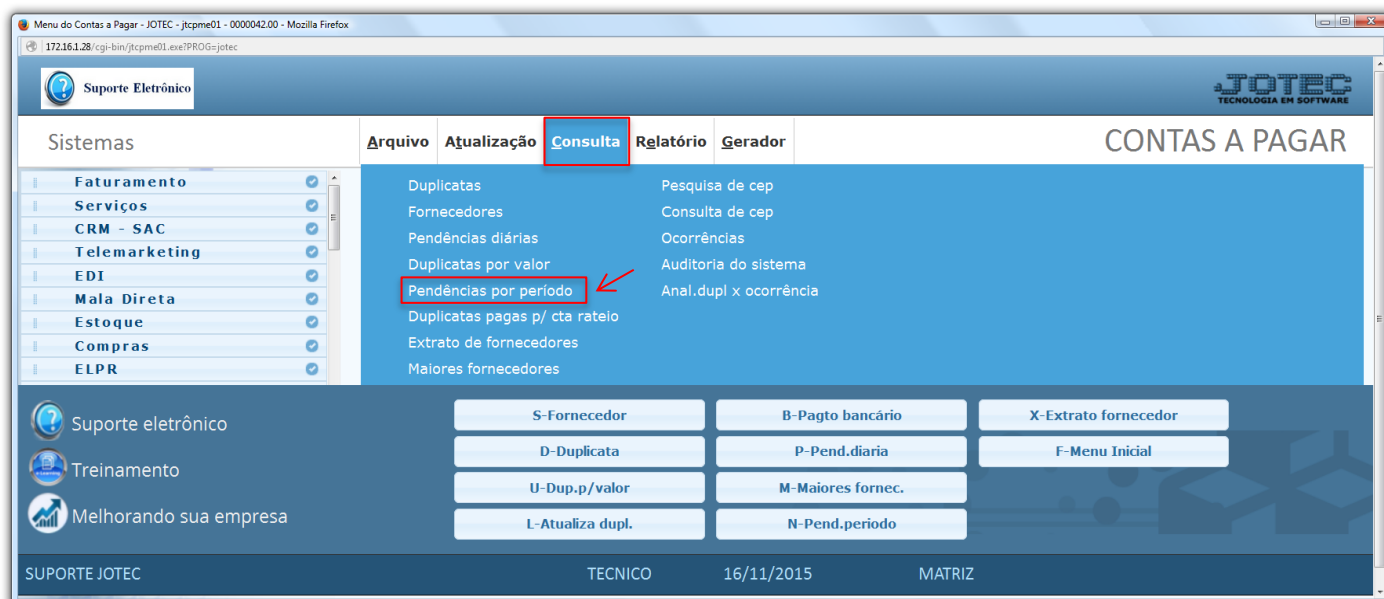 Menu do Contas a Pagar - JOTEC - jtcpme01 - 0000042.00 - Mozilla Firefox
172.16.1.28/cgi-bin/jtcpme01.exe?PROG=jotec
Suporte Eletrônico
JOTEC
TECNOLOGIA EM SOFTWARE
Sistemas
Arquivo Atualização Consulta Relatório Gerador
CONTAS A PAGAR
Faturamento
Serviços
CRM - SAC
Telemarketing
EDI
Mala Direta
Estoque
Compras
ELPR
Duplicatas
Fornecedores
Pendências diárias
Duplicatas por valor
Pendências por período
Duplicatas pagas p/ cta rateio
Extrato de fornecedores
Maiores fornecedores
Pesquisa de cep
Consulta de cep
Ocorrências
Auditoria do sistema
Anal.dupl x ocorrência
Suporte eletrônico
Treinamento
Melhorando sua empresa
S-Fornecedor
B-Pagto bancário
X-Extrato fornecedor
D-Duplicata
P-Pend.diaria
F-Menu Inicial
U-Dup.p/valor
M-Maiores fornec.
L-Atualiza dupl.
N-Pend.periodo
SUPORTE JOTEC TECNICO 16/11/2015 MATRIZ